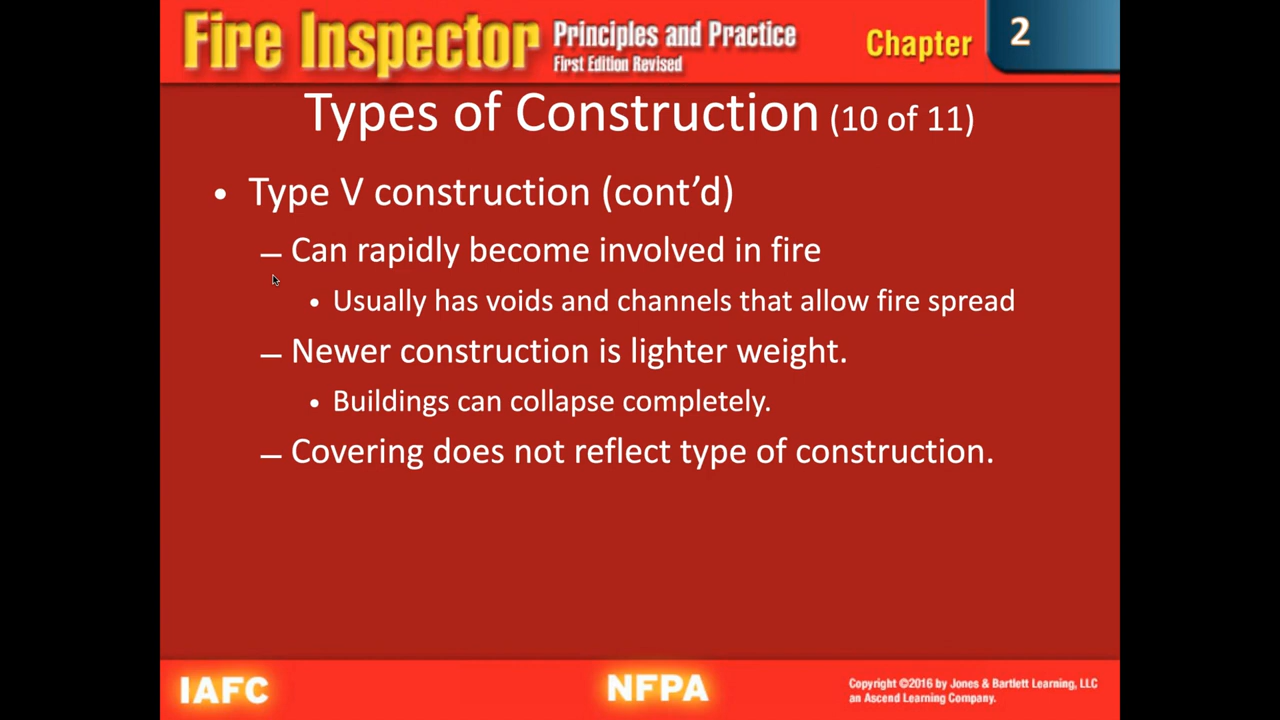 Fire Inspector Principles and Practice
First Edition Revised
Chapter 2
Types of Construction (10 of 11)
• Type V construction (cont’d)
– Can rapidly become involved in fire
• Usually has voids and channels that allow fire spread
– Newer construction is lighter weight.
• Buildings can collapse completely.
– Covering does not reflect type of construction.
IAFC
NFPA
Copyright ©2016 by Jones & Bartlett Learning, LLC
an Ascend Learning Company.